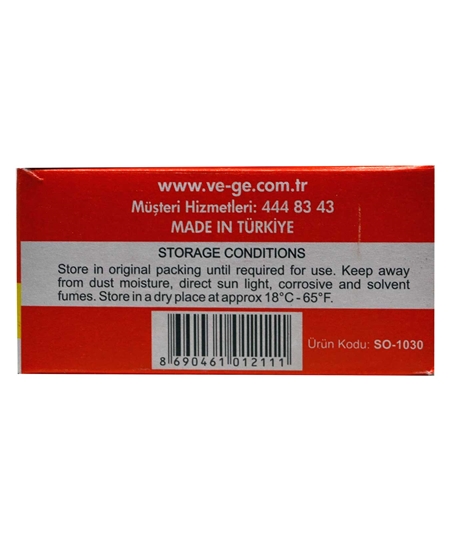 www.ve-ge.com.tr
Müşteri Hizmetleri: 444 83 43
MADE IN TÜRKİYE
STORAGE CONDITIONS
Store in original packing until required for use. Keep away
from dust moisture, direct sun light, corrosive and solvent
fumes. Store in a dry place at approx 18°C - 65°F.
8 690461 012111
Ürün Kodu: SO-1030